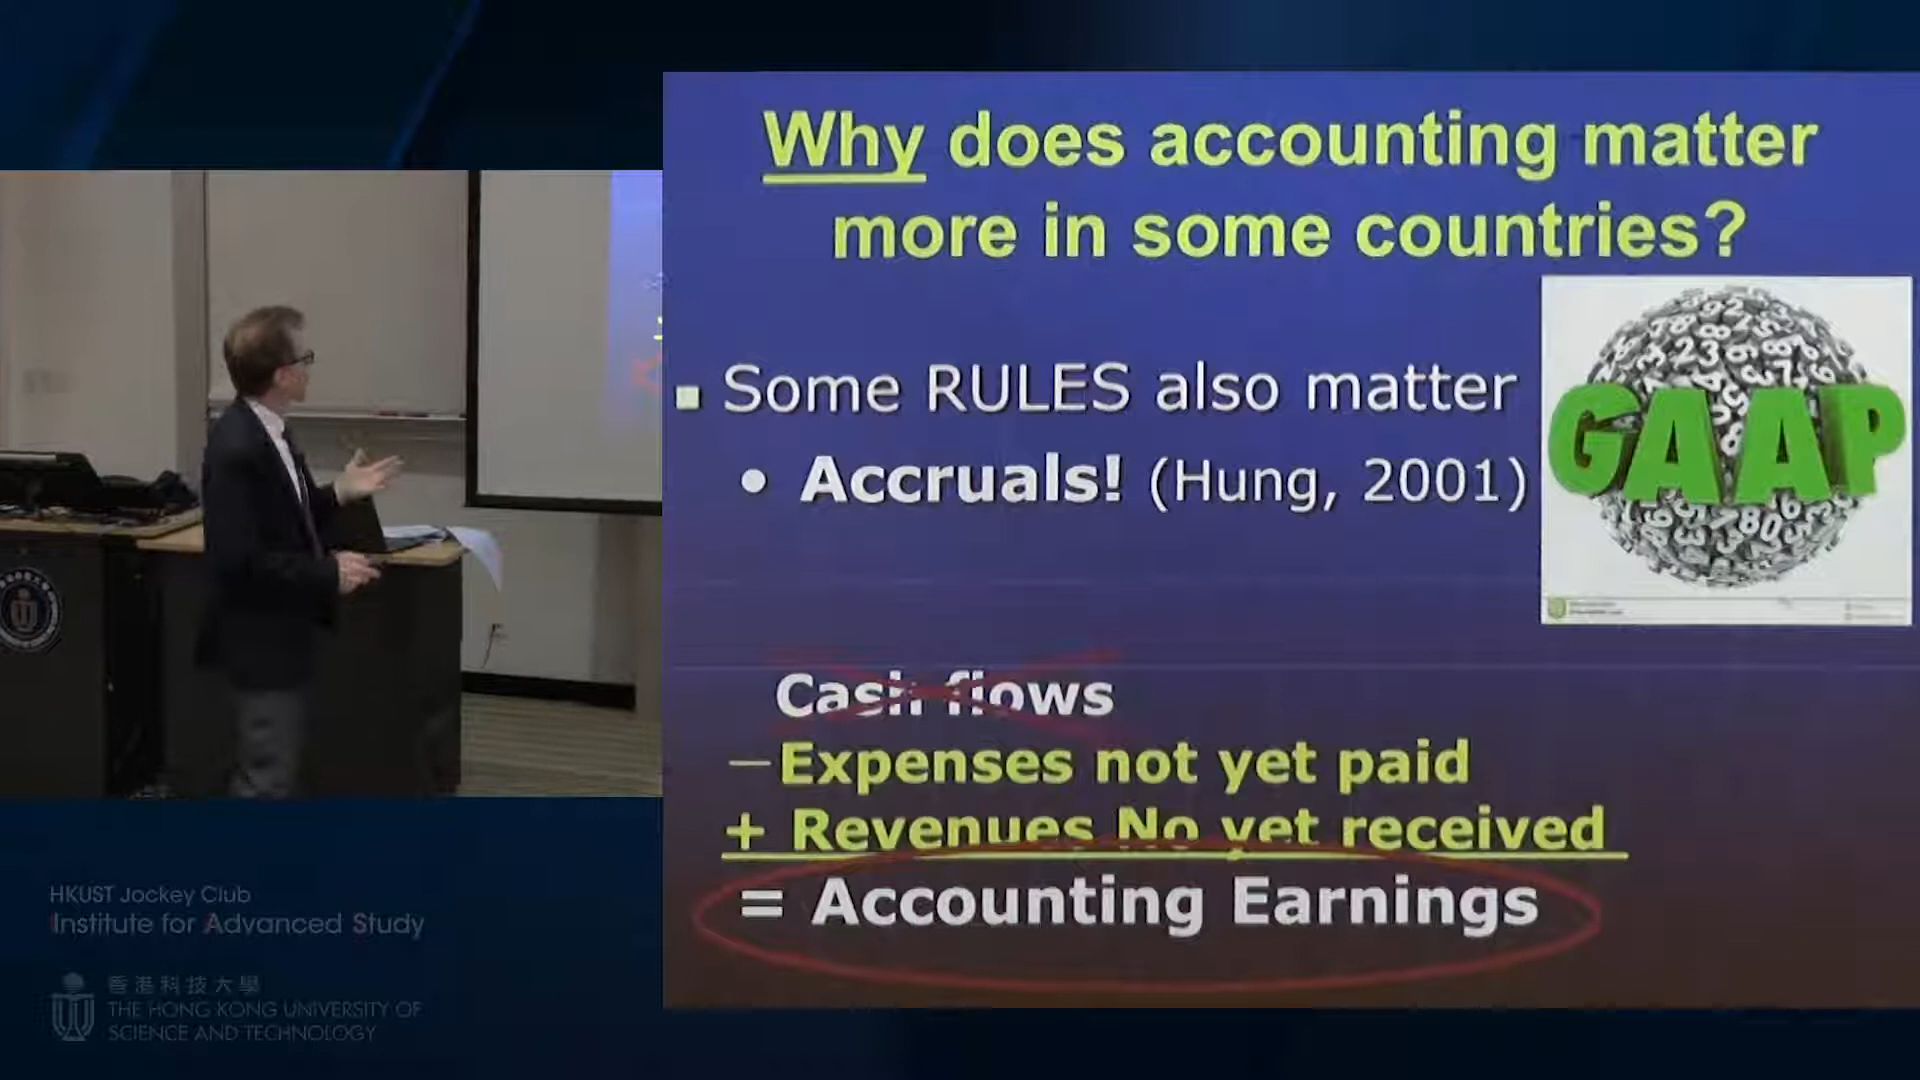 Why does accounting matter
more in some countries?
▪ Some RULES also matter
• Accruals! (Hung, 2001)
GAAP
Cash flows
— Expenses not yet paid
+ Revenues No yet received
= Accounting Earnings
HKUST Jockey Club
Institute for Advanced Study
香港科技大學
THE HONG KONG UNIVERSITY OF
SCIENCE AND TECHNOLOGY